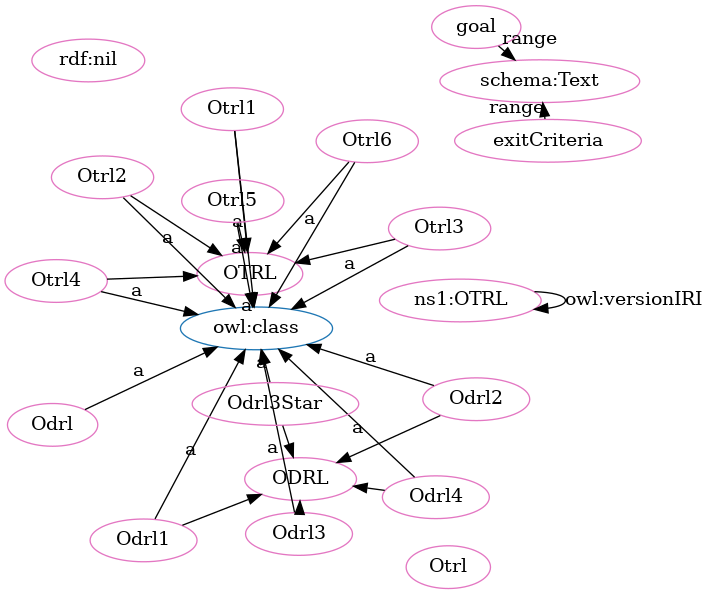 goal
range
rdf:nil
schema:Text
Otrl1
range
Otrl6
exitCriteria
Otrl2
Otrl5
a
a
Otrl3
a
a
a
OTRL
Otrl4
a
ns1:OTRL
owl:versionIRI
a
owl:class
a
a
a
Odrl3Star
Odrl2
Odrl
a
a
a
ODRL
Odrl4
Odrl1
Odrl3
Otrl